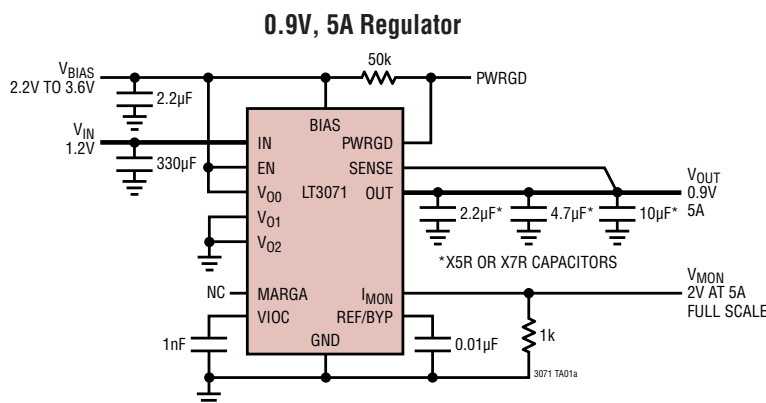 0.9V, 5A Regulator
50k
VBIAS
2.2V TO 3.6V
PWRGD
2.2µF
BIAS
VIN
1.2V
IN
PWRGD
330µF
EN
SENSE
VOUT
0.9V
5A
VO0
LT3071
OUT
VO1
2.2µF*
4.7µF*
10µF*
VO2
*X5R OR X7R CAPACITORS
NC
MARGA
IMON
VMON
2V AT 5A
FULL SCALE
VIOC
REF/BYP
1nF
GND
0.01µF
1k
3071 TA01a